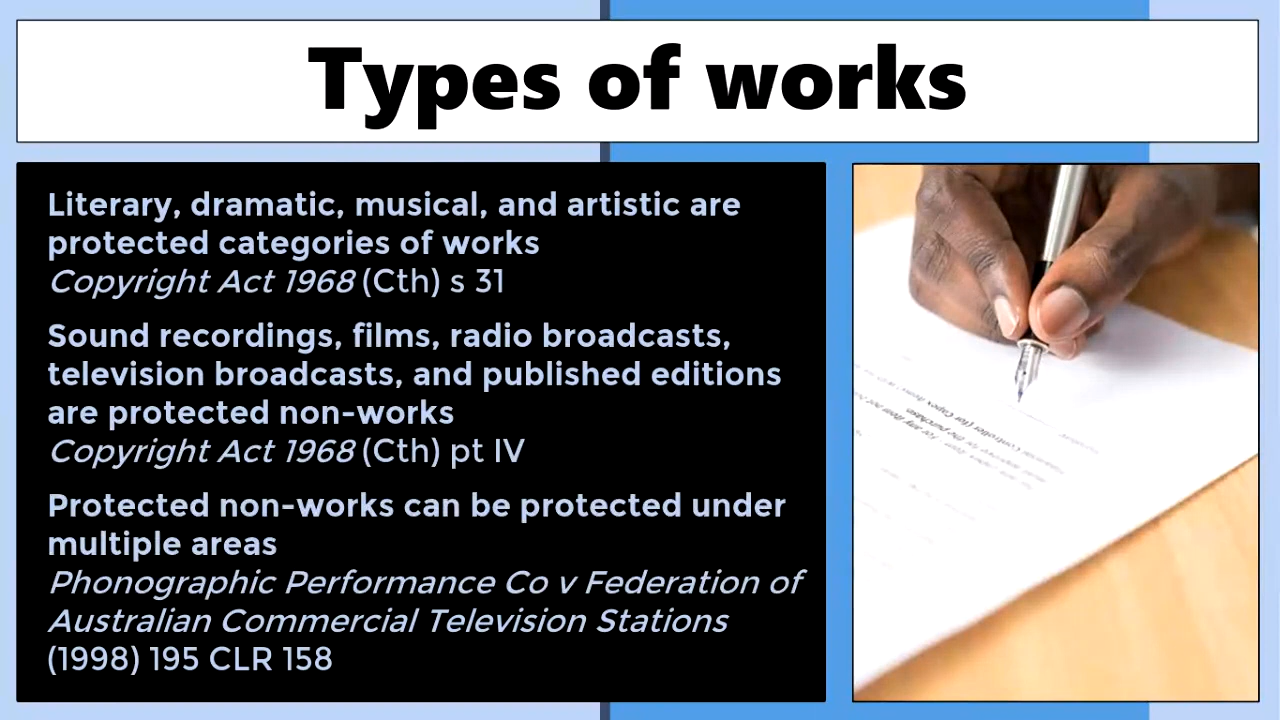 Types of works
Literary, dramatic, musical, and artistic are
protected categories of works
Copyright Act 1968 (Cth) s 31
Sound recordings, films, radio broadcasts,
television broadcasts, and published editions
are protected non-works
Copyright Act 1968 (Cth) pt IV
Protected non-works can be protected under
multiple areas
Phonographic Performance Co v Federation of
Australian Commercial Television Stations
(1998) 195 CLR 158